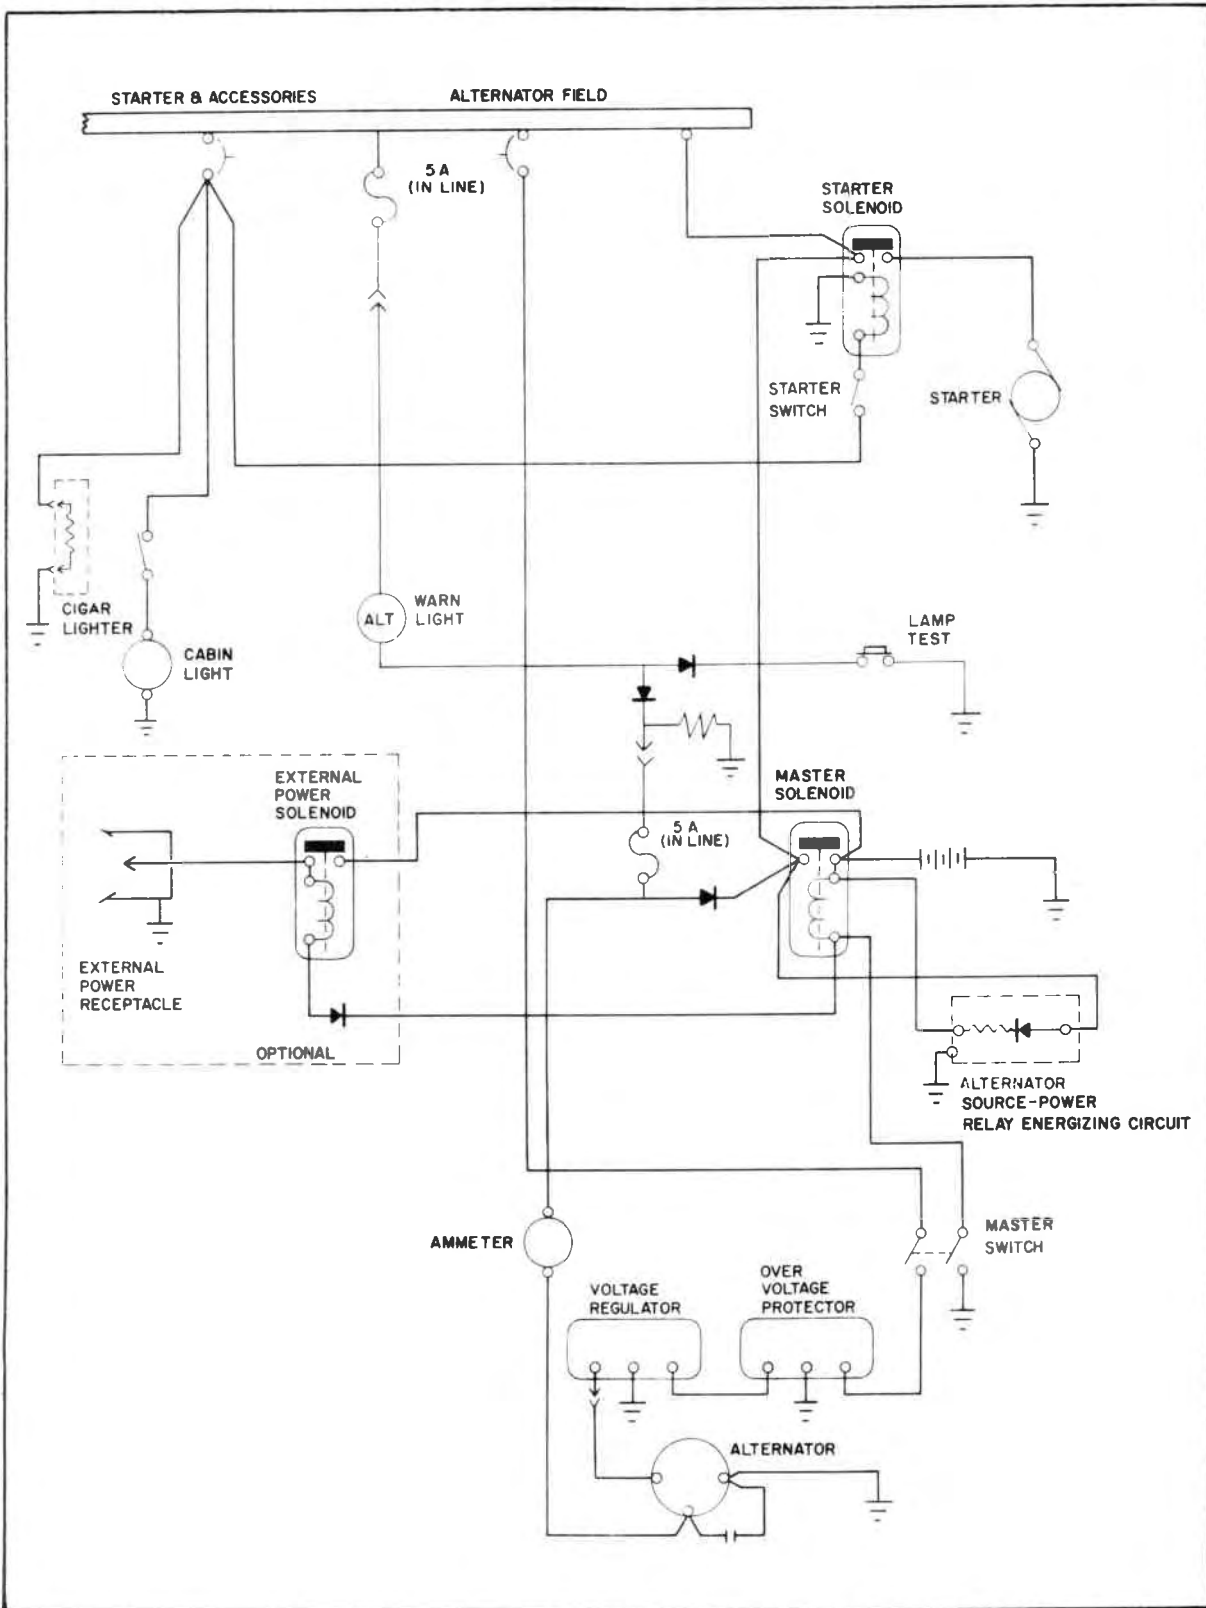 STARTER & ACCESSORIES
ALTERNATOR FIELD
5 A
(IN LINE)
STARTER
SOLENOID
STARTER
SWITCH
STARTER
CIGAR
LIGHTER
CABIN
LIGHT
ALT
WARN
LIGHT
LAMP
TEST
EXTERNAL
POWER
SOLENOID
MASTER
SOLENOID
5 A
(IN LINE)
EXTERNAL
POWER
RECEPTACLE
OPTIONAL
ALTERNATOR
SOURCE-POWER
RELAY ENERGIZING CIRCUIT
AMMETER
MASTER
SWITCH
VOLTAGE
REGULATOR
OVER
VOLTAGE
PROTECTOR
ALTERNATOR